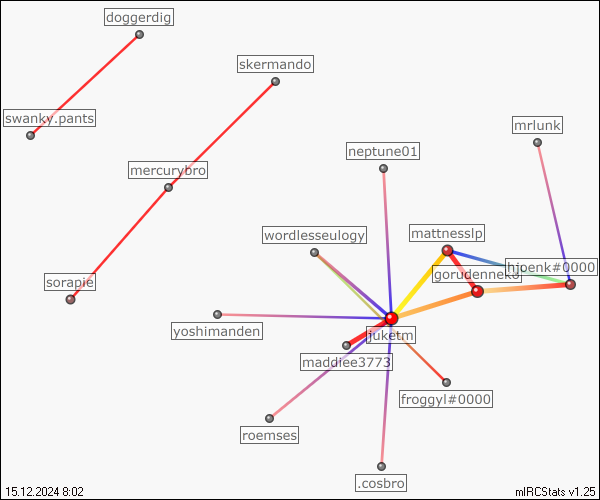 doggerdig
skermando
swanky.pants
mrlunk
neptune01
mercurybro
mattnesslp
wordlesseulogy
hjoenk#0000
sorapie
yoshimanden
juketm
maddiee3773
froggyl#0000
roemses
.cosbro
15.12.2024 8:02
mIRCStats v1.25